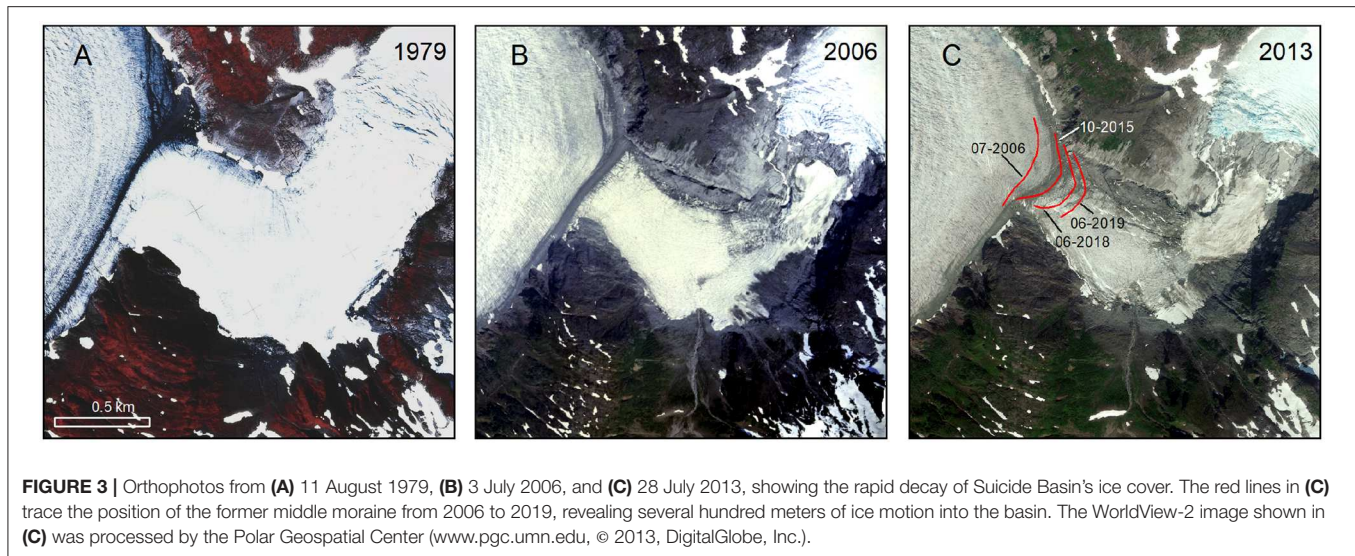 A
1979
0.5 km
B
2006
C
2013
10-2015
07-2006
06-2019
06-2018
FIGURE 3 | Orthophotos from (A) 11 August 1979, (B) 3 July 2006, and (C) 28 July 2013, showing the rapid decay of Suicide Basin's ice cover. The red lines in (C)
trace the position of the former middle moraine from 2006 to 2019, revealing several hundred meters of ice motion into the basin. The WorldView-2 image shown in
(C) was processed by the Polar Geospatial Center (www.pgc.umn.edu, © 2013, DigitalGlobe, Inc.).